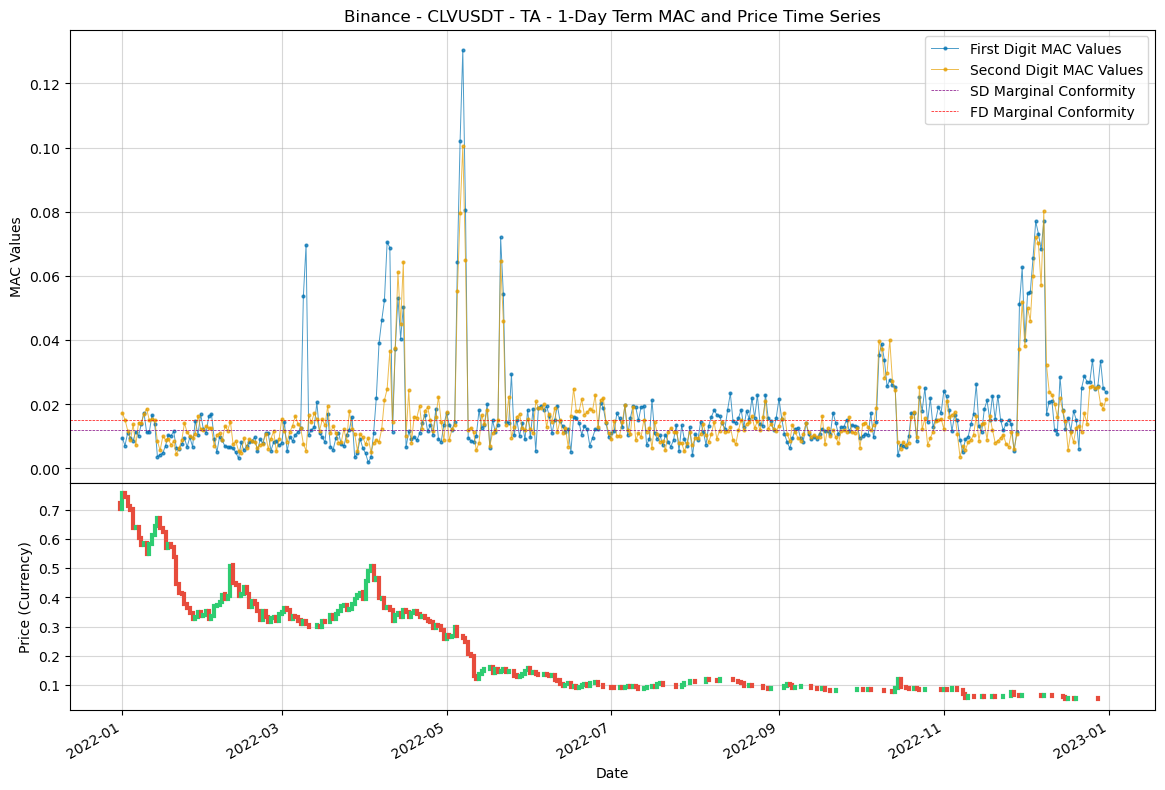 Binance - CLVUSDT - TA - 1-Day Term MAC and Price Time Series
First Digit MAC Values
Second Digit MAC Values
SD Marginal Conformity
FD Marginal Conformity
MAC Values
0.12
0.10
0.08
0.06
0.04
0.02
0.00
Price (Currency)
0.7
0.6
0.5
0.4
0.3
0.2
0.1
2022-01
2022-03
2022-05
2022-07
2022-09
2022-11
2023-01
Date